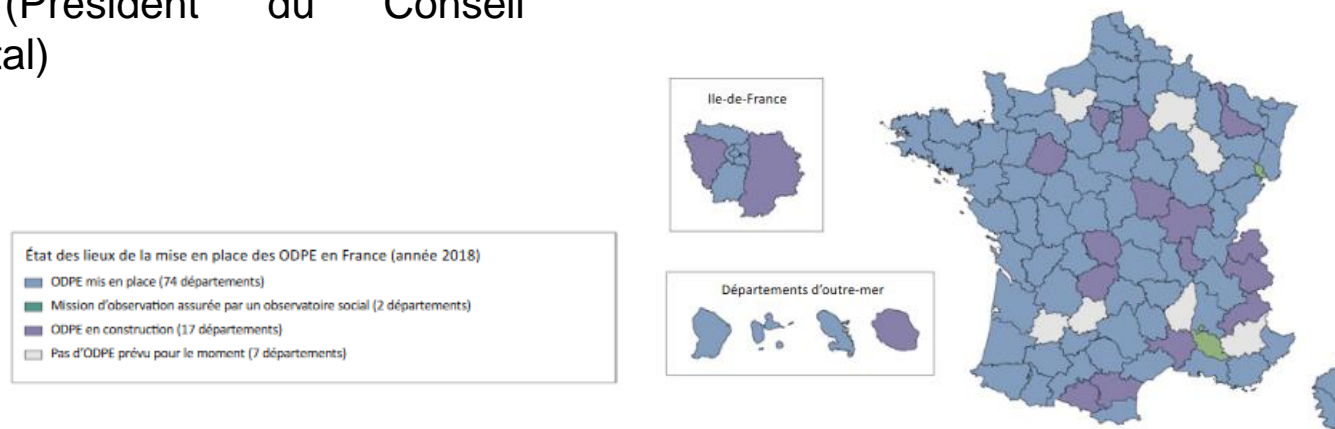 (Président du Conseil
tal)
Ile-de-France
État des lieux de la mise en place des ODPE en France (année 2018)
ODPE mis en place (74 départements)
Mission d'observation assurée par un observatoire social (2 départements)
ODPE en construction (17 départements)
Pas d'ODPE prévu pour le moment (7 départements)
Départements d'outre-mer